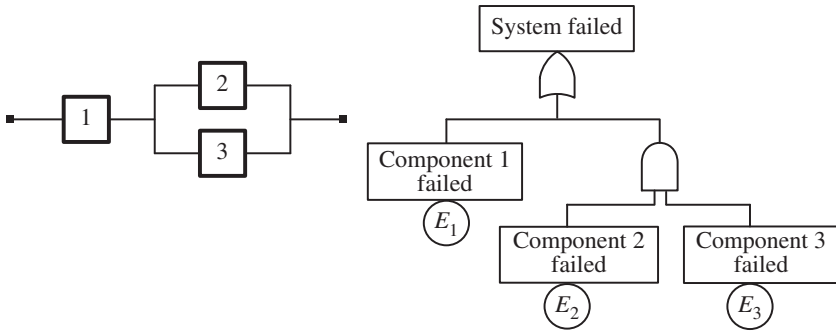 1
2
3
System failed
Component 1
failed
E1
Component 2
failed
E2
Component 3
failed
E3